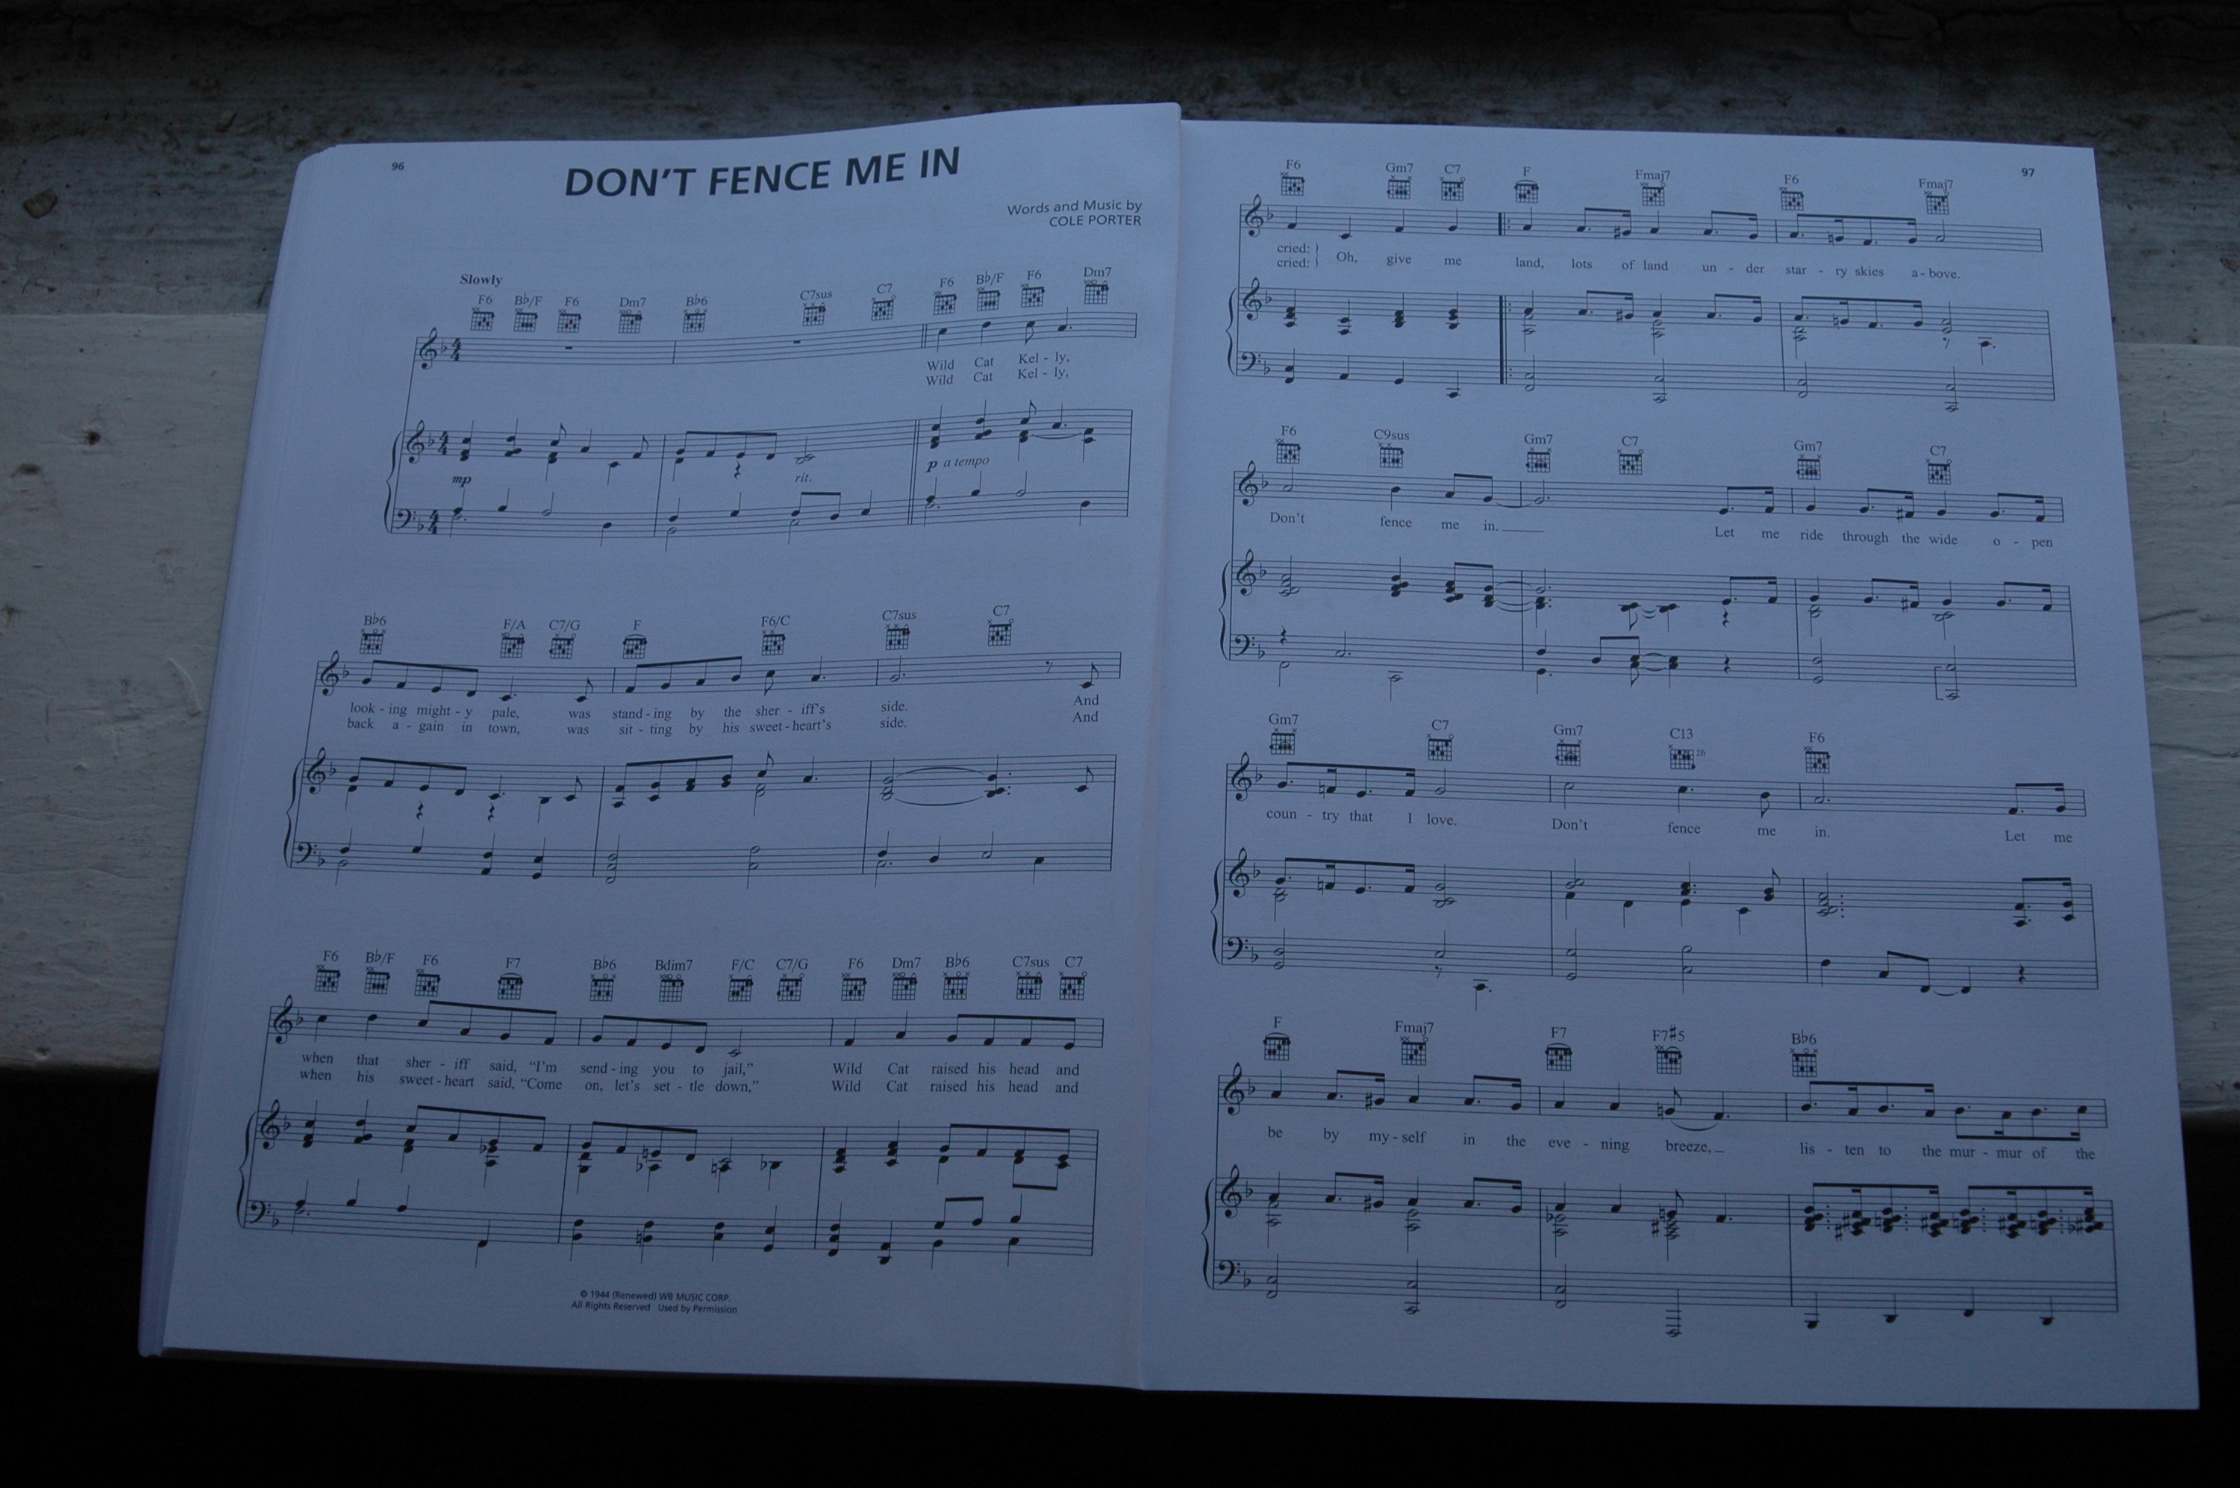 96
DON'T FENCE ME IN
Words and Music by
COLE PORTER
Slowly
F6 B♭/F F6 Dm7 B♭6 C7sus C7 F6 B♭/F F6 Dm7
Wild Cat Kel - ly,
Wild Cat Kel - ly,
mp rit. p a tempo
B♭6 F/A C7/G F F6/C C7sus C7
look - ing might - y pale, was stand - ing by the sher - iff's side. And
back a - gain in town, was sit - ting by his sweet - heart's side. And
F6 B♭/F F6 F7 B♭6 Bdim7 F/C C7/G F6 Dm7 B♭6 C7sus C7
when that sher - iff said, “I'm send - ing you to jail,” Wild Cat raised his head and
when his sweet - heart said, “Come on, let's set - tle down,” Wild Cat raised his head and
© 1944 (Renewed) WB MUSIC CORP.
All Rights Reserved Used by Permission
97
F6 Gm7 C7 F Fmaj7 F6 Fmaj7
cried: } Oh, give me land, lots of land un - der star - ry skies a - bove.
cried: }
F6 C9sus Gm7 C7 Gm7 C7
Don't fence me in. Let me ride through the wide o - pen
Gm7 C7 Gm7 C13 F6
coun - try that I love. Don't fence me in. Let me
F Fmaj7 F7 F7#5 B♭6
be by my - self in the eve - ning breeze, lis - ten to the mur - mur of the